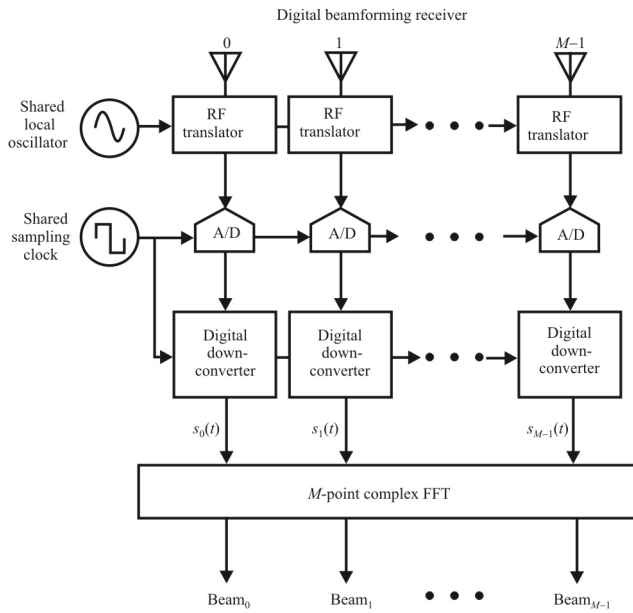 Digital beamforming receiver
0
1
M–1
Shared
local
oscillator
RF
translator
RF
translator
RF
translator
Shared
sampling
clock
A/D
A/D
A/D
Digital
down-
converter
Digital
down-
converter
Digital
down-
converter
s₀(t)
s₁(t)
sM−1(t)
M-point complex FFT
Beam₀
Beam₁
BeamM−1